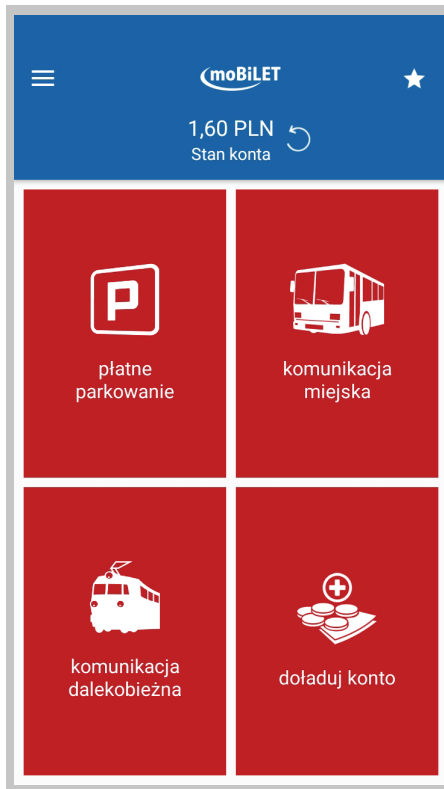 moBiLET
1,60 PLN
Stan konta
P
płatne
parkowanie
komunikacja
miejska
komunikacja
dalekobieżna
doładuj konto